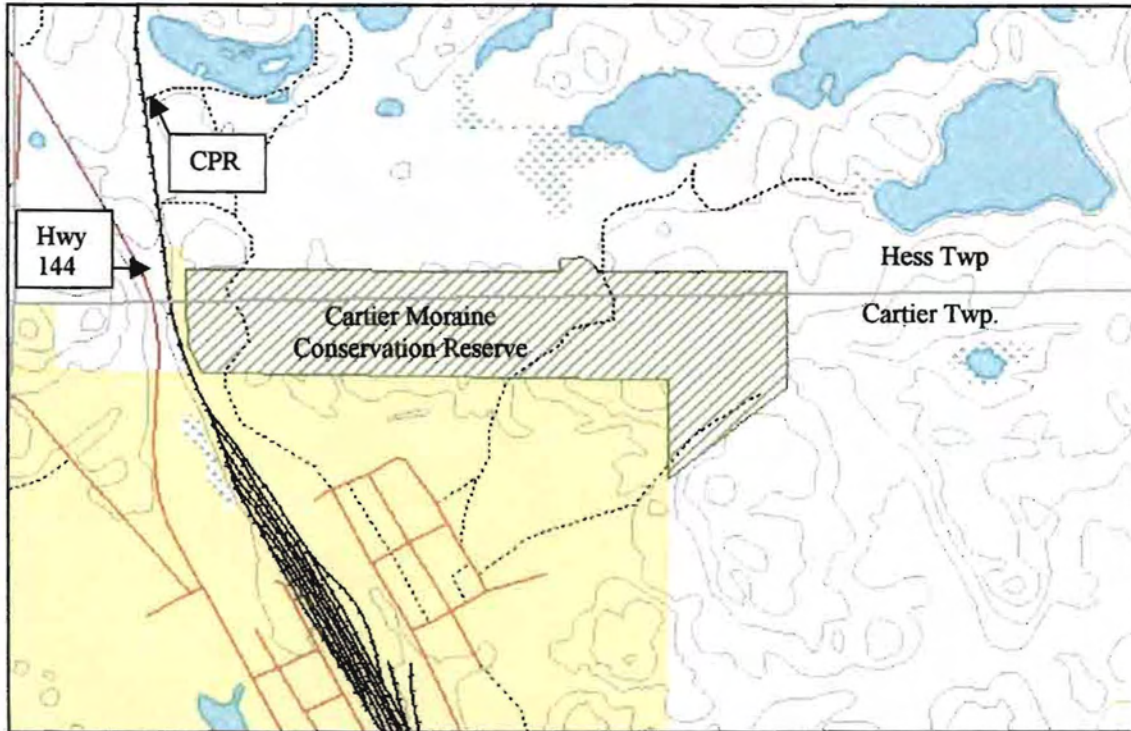 CPR
Hwy
144
Hess Twp
Cartier Moraine
Conservation Reserve
Cartier Twp.